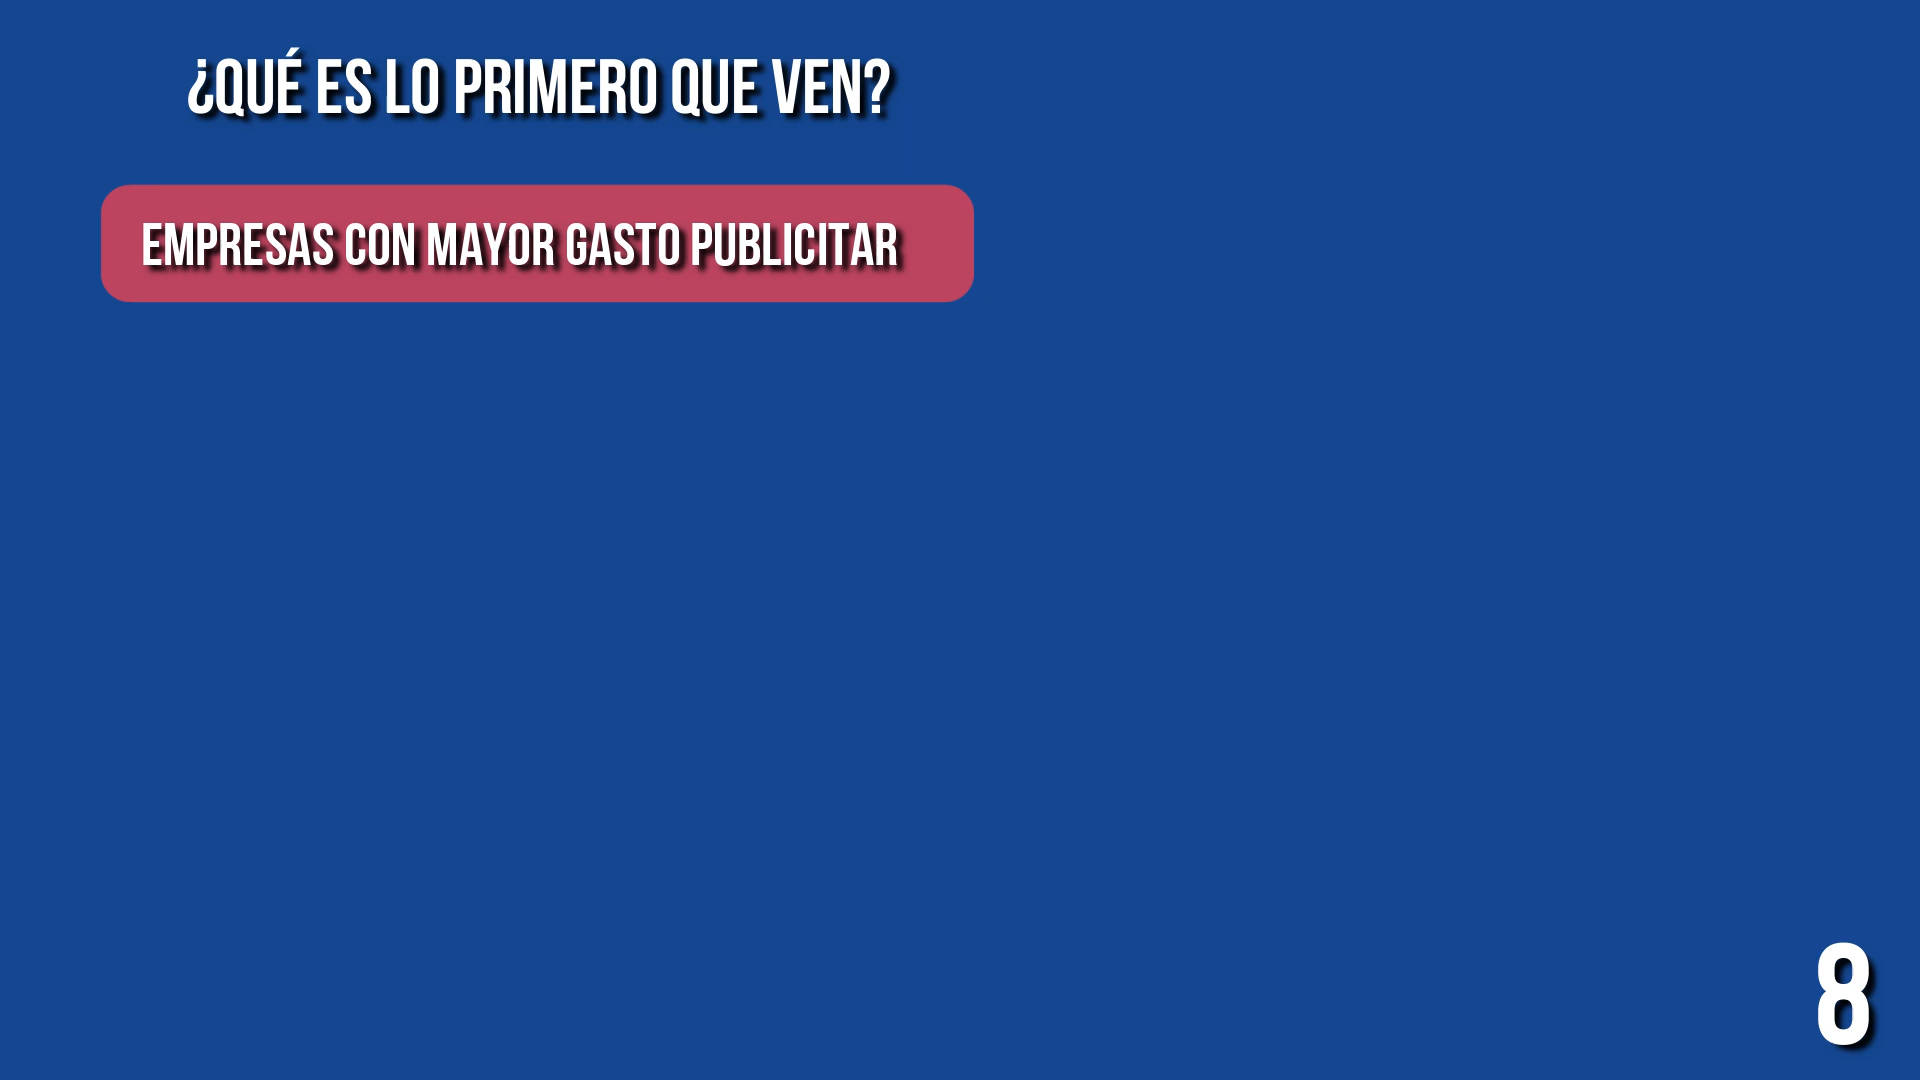 ¿QUÉ ES LO PRIMERO QUE VEN?
EMPRESAS CON MAYOR GASTO PUBLICITAR
8